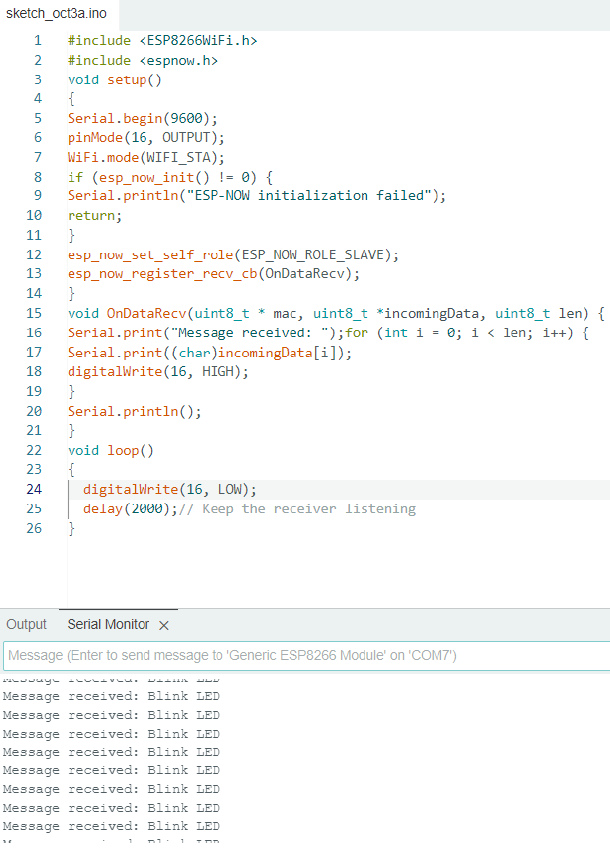 sketch_oct3a.ino
1 #include <ESP8266WiFi.h>
2 #include <espnow.h>
3 void setup()
4 {
5 Serial.begin(9600);
6 pinMode(16, OUTPUT);
7 WiFi.mode(WIFI_STA);
8 if (esp_now_init() != 0) {
9 Serial.println("ESP-NOW initialization failed");
10 return;
11 }
12 esp_now_set_self_role(ESP_NOW_ROLE_SLAVE);
13 esp_now_register_recv_cb(OnDataRecv);
14 }
15 void OnDataRecv(uint8_t * mac, uint8_t *incomingData, uint8_t len) {
16 Serial.print("Message received: ");for (int i = 0; i < len; i++) {
17 Serial.print((char)incomingData[i]);
18 digitalWrite(16, HIGH);
19 }
20 Serial.println();
21 }
22 void loop()
23 {
24 digitalWrite(16, LOW);
25 delay(2000);// Keep the receiver listening
26 }
Output Serial Monitor ×
Message (Enter to send message to 'Generic ESP8266 Module' on 'COM7')
Message received: Blink LED
Message received: Blink LED
Message received: Blink LED
Message received: Blink LED
Message received: Blink LED
Message received: Blink LED
Message received: Blink LED
Message received: Blink LED
Message received: Blink LED
Message received: Blink LED